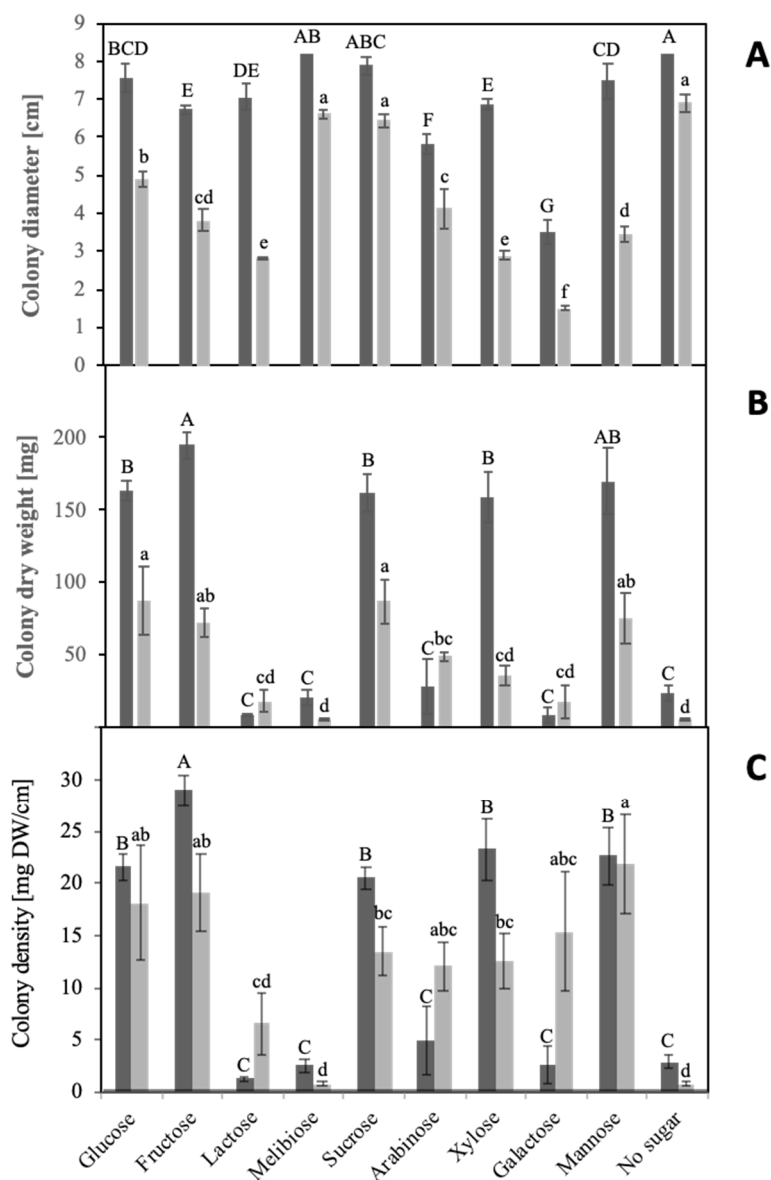 9
8
7
6
5
4
3
2
1
0
Colony diameter [cm]
A
BCD
b
E
cd
DE
e
AB
a
ABC
a
F
c
E
e
G
f
CD
d
A
a
200
150
100
50
Colony dry weight [mg]
B
B
a
A
ab
C
cd
C
d
B
a
C
bc
B
cd
C
cd
AB
ab
C
d
30
25
20
15
10
5
0
Colony density [mg DW/cm]
C
B
ab
A
ab
C
cd
C
d
B
bc
C
abc
B
bc
C
abc
B
a
C
d
Glucose
Fructose
Lactose
Melibiose
Sucrose
Arabinose
Xylose
Galactose
Mannose
No sugar